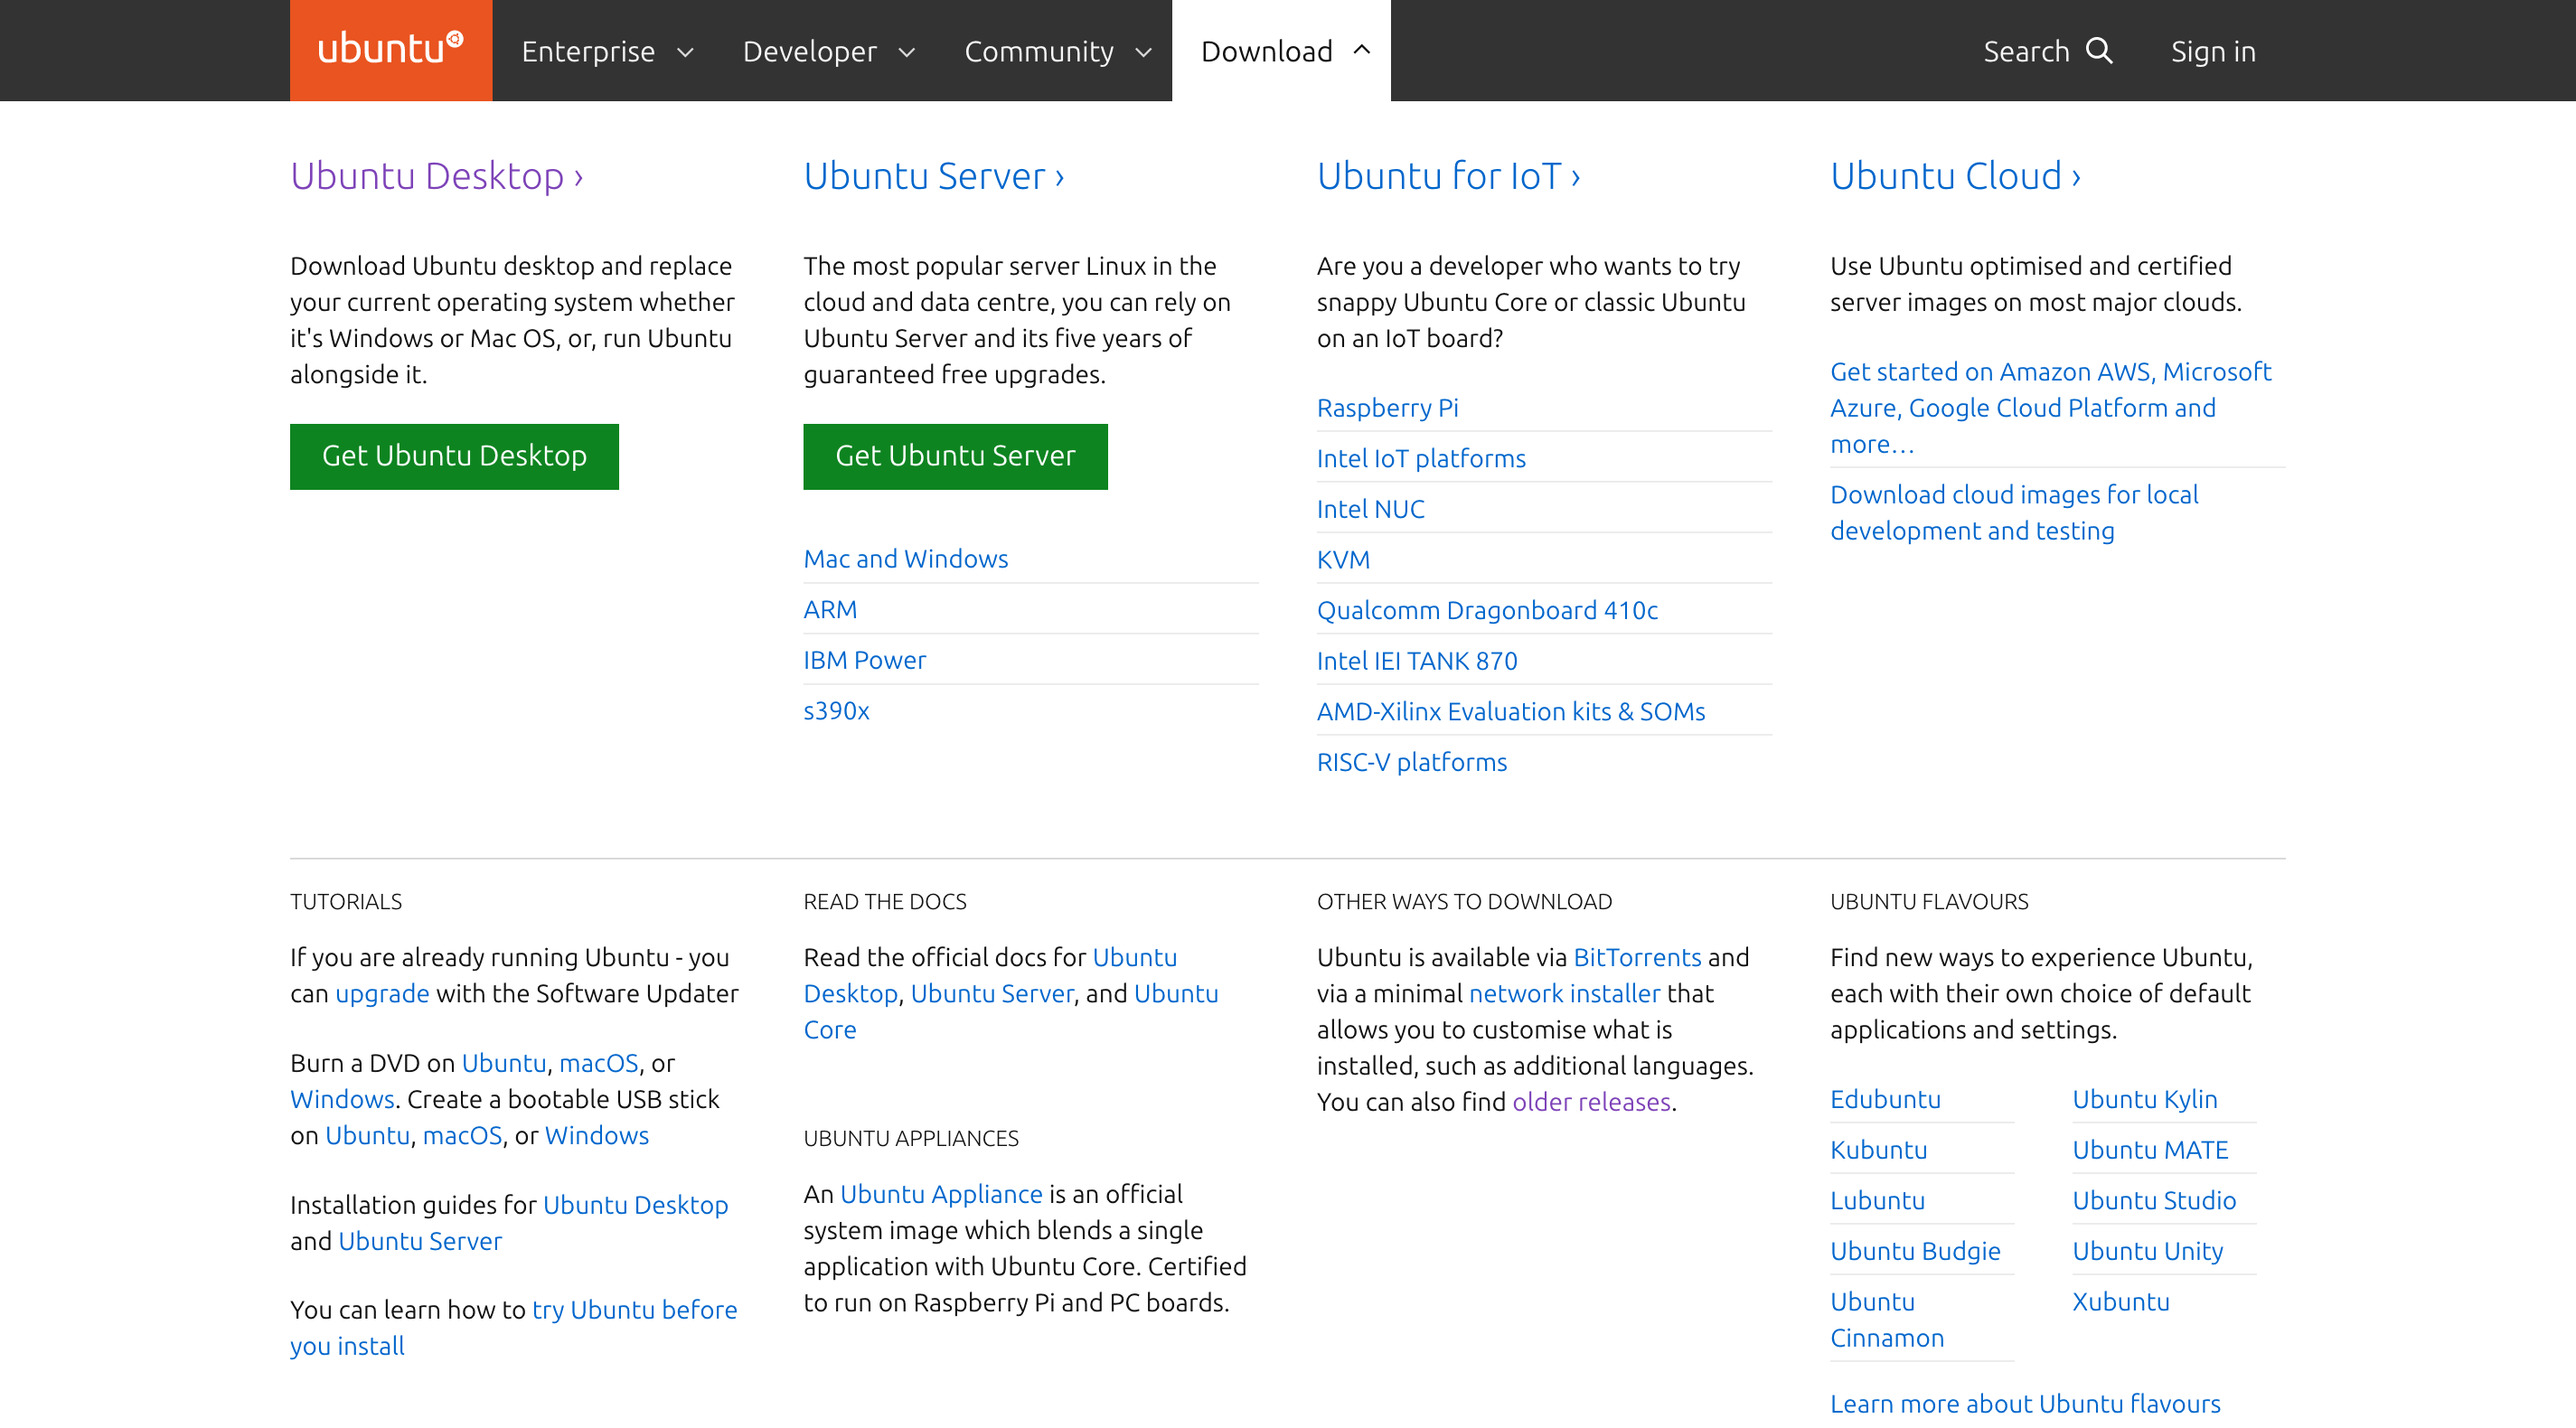 ubuntu
Enterprise
Developer
Community
Download
Search
Sign in
Ubuntu Desktop ›
Download Ubuntu desktop and replace
your current operating system whether
it's Windows or Mac OS, or, run Ubuntu
alongside it.
Get Ubuntu Desktop
Ubuntu Server ›
The most popular server Linux in the
cloud and data centre, you can rely on
Ubuntu Server and its five years of
guaranteed free upgrades.
Get Ubuntu Server
Mac and Windows
ARM
IBM Power
s390x
Ubuntu for IoT ›
Are you a developer who wants to try
snappy Ubuntu Core or classic Ubuntu
on an IoT board?
Raspberry Pi
Intel IoT platforms
Intel NUC
KVM
Qualcomm Dragonboard 410c
Intel IEI TANK 870
AMD-Xilinx Evaluation kits & SOMs
RISC-V platforms
Ubuntu Cloud ›
Use Ubuntu optimised and certified
server images on most major clouds.
Get started on Amazon AWS, Microsoft
Azure, Google Cloud Platform and
more…
Download cloud images for local
development and testing
TUTORIALS
If you are already running Ubuntu - you
can upgrade with the Software Updater
Burn a DVD on Ubuntu, macOS, or
Windows. Create a bootable USB stick
on Ubuntu, macOS, or Windows
Installation guides for Ubuntu Desktop
and Ubuntu Server
You can learn how to try Ubuntu before
you install
READ THE DOCS
Read the official docs for Ubuntu
Desktop, Ubuntu Server, and Ubuntu
Core
UBUNTU APPLIANCES
An Ubuntu Appliance is an official
system image which blends a single
application with Ubuntu Core. Certified
to run on Raspberry Pi and PC boards.
OTHER WAYS TO DOWNLOAD
Ubuntu is available via BitTorrents and
via a minimal network installer that
allows you to customise what is
installed, such as additional languages.
You can also find older releases.
UBUNTU FLAVOURS
Find new ways to experience Ubuntu,
each with their own choice of default
applications and settings.
Edubuntu
Kubuntu
Lubuntu
Ubuntu Budgie
Ubuntu
Cinnamon
Ubuntu Kylin
Ubuntu MATE
Ubuntu Studio
Ubuntu Unity
Xubuntu
Learn more about Ubuntu flavours